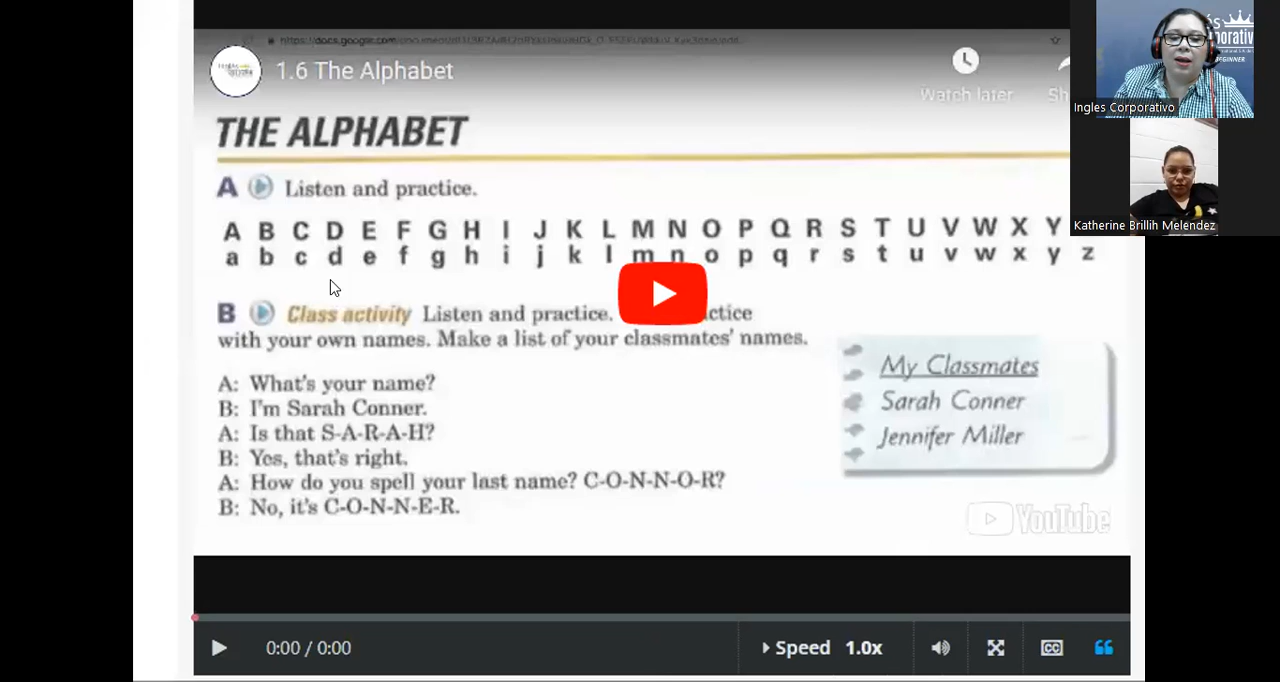 1.6 The Alphabet
Watch later
THE ALPHABET
A Listen and practice.
A B C D E F G H I J K L M N O P Q R S T U V W X Y
a b c d e f g h i j k l m n o p q r s t u v w x y z
B Class activity Listen and practice.
with your own names. Make a list of your classmates' names.
A: What's your name?
B: I'm Sarah Conner.
A: Is that S-A-R-A-H?
B: Yes, that's right.
A: How do you spell your last name? C-O-N-N-O-R?
B: No, it's C-O-N-N-E-R.
My Classmates
Sarah Conner
Jennifer Miller
YouTube
0:00 / 0:00
Speed 1.0x
CC
Ingles Corporativo
Katherine Brillih Melendez